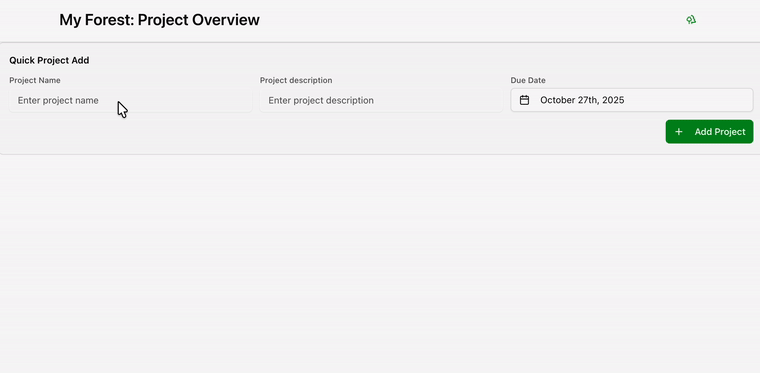 My Forest: Project Overview
Quick Project Add
Project Name
Project description
Due Date
Enter project name
Enter project description
October 27th, 2025
+ Add Project